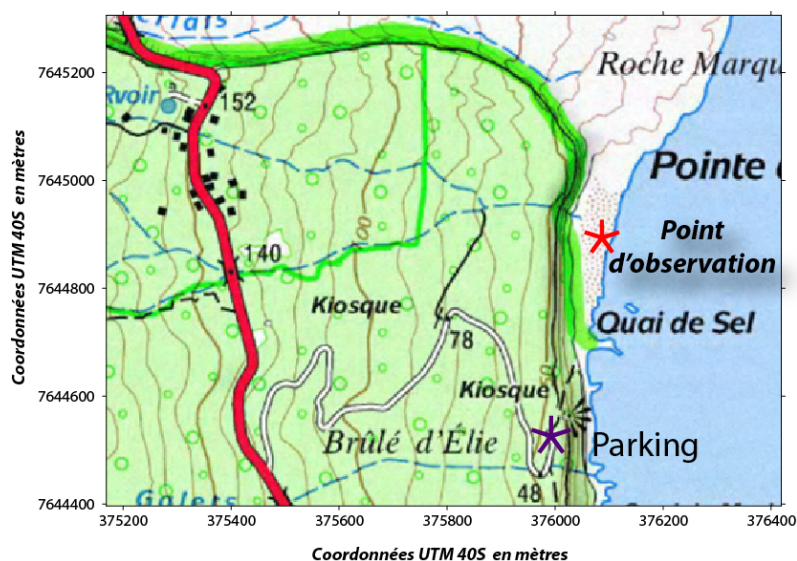 Roche Marqu
Rvoir
152
7645200
7645000
7644800
7644600
7644400
Coordonnées UTM 40S en mètres
Pointe
Point
d'observation
00
140
Kiosque
Quai de Sel
78
Kiosque
Brûlé d'Élie
Parking
48
Galets
375200
375400
375600
375800
376000
376200
376400
Coordonnées UTM 40S en mètres